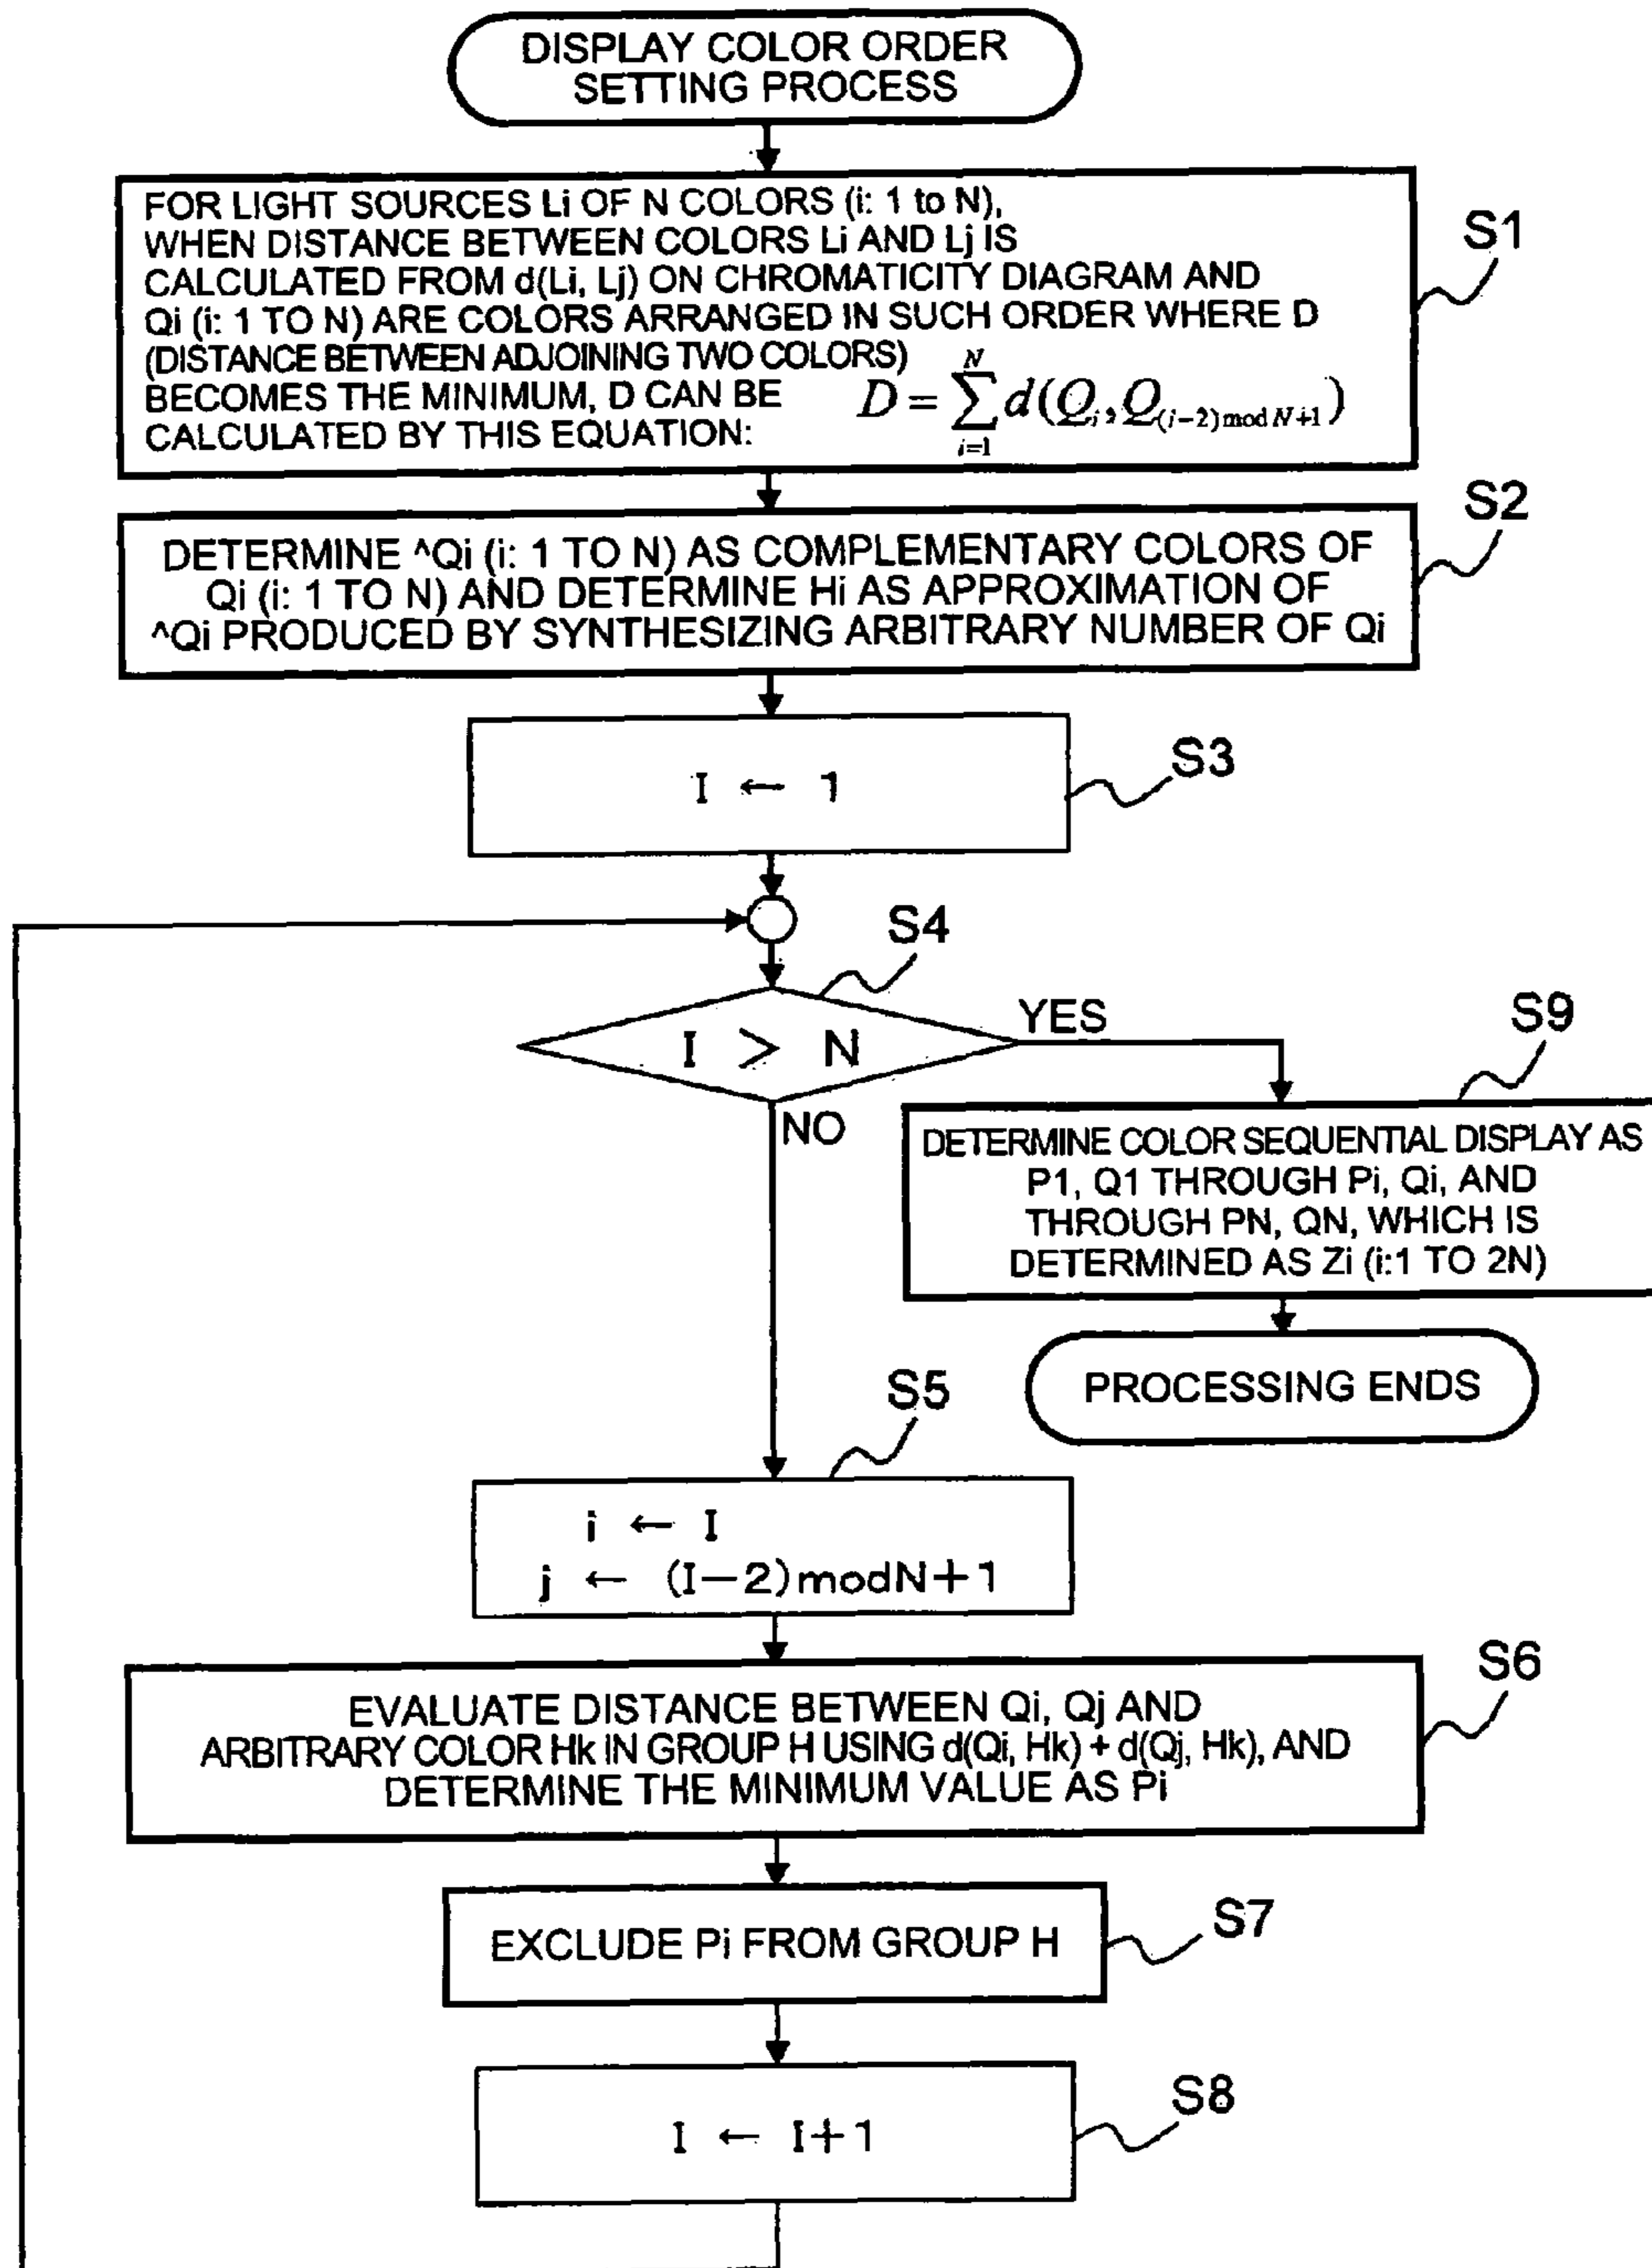 DISPLAY COLOR ORDER
SETTING PROCESS
FOR LIGHT SOURCES Li OF N COLORS (i: 1 to N),
WHEN DISTANCE BETWEEN COLORS Li AND Lj IS
CALCULATED FROM d(Li, Lj) ON CHROMATICITY DIAGRAM AND
Qi (i: 1 TO N) ARE COLORS ARRANGED IN SUCH ORDER WHERE D
(DISTANCE BETWEEN ADJOINING TWO COLORS)
BECOMES THE MINIMUM, D CAN BE
CALCULATED BY THIS EQUATION:
D = \sum_{i=1}^{N} d(Q_i, Q_{(i-2) mod N+1})
S1
DETERMINE ^Qi (i: 1 TO N) AS COMPLEMENTARY COLORS OF
Qi (i: 1 TO N) AND DETERMINE Hi AS APPROXIMATION OF
^Qi PRODUCED BY SYNTHESIZING ARBITRARY NUMBER OF Qi
S2
I ← 1
S3
S4
I > N
YES
NO
S9
DETERMINE COLOR SEQUENTIAL DISPLAY AS
P1, Q1 THROUGH Pi, Qi, AND
THROUGH PN, QN, WHICH IS
DETERMINED AS Zi (i:1 TO 2N)
PROCESSING ENDS
S5
i ← I
j ← (I-2)modN+1
S6
EVALUATE DISTANCE BETWEEN Qi, Qj AND
ARBITRARY COLOR Hk IN GROUP H USING d(Qi, Hk) + d(Qj, Hk), AND
DETERMINE THE MINIMUM VALUE AS Pi
EXCLUDE Pi FROM GROUP H
S7
I ← I+1
S8